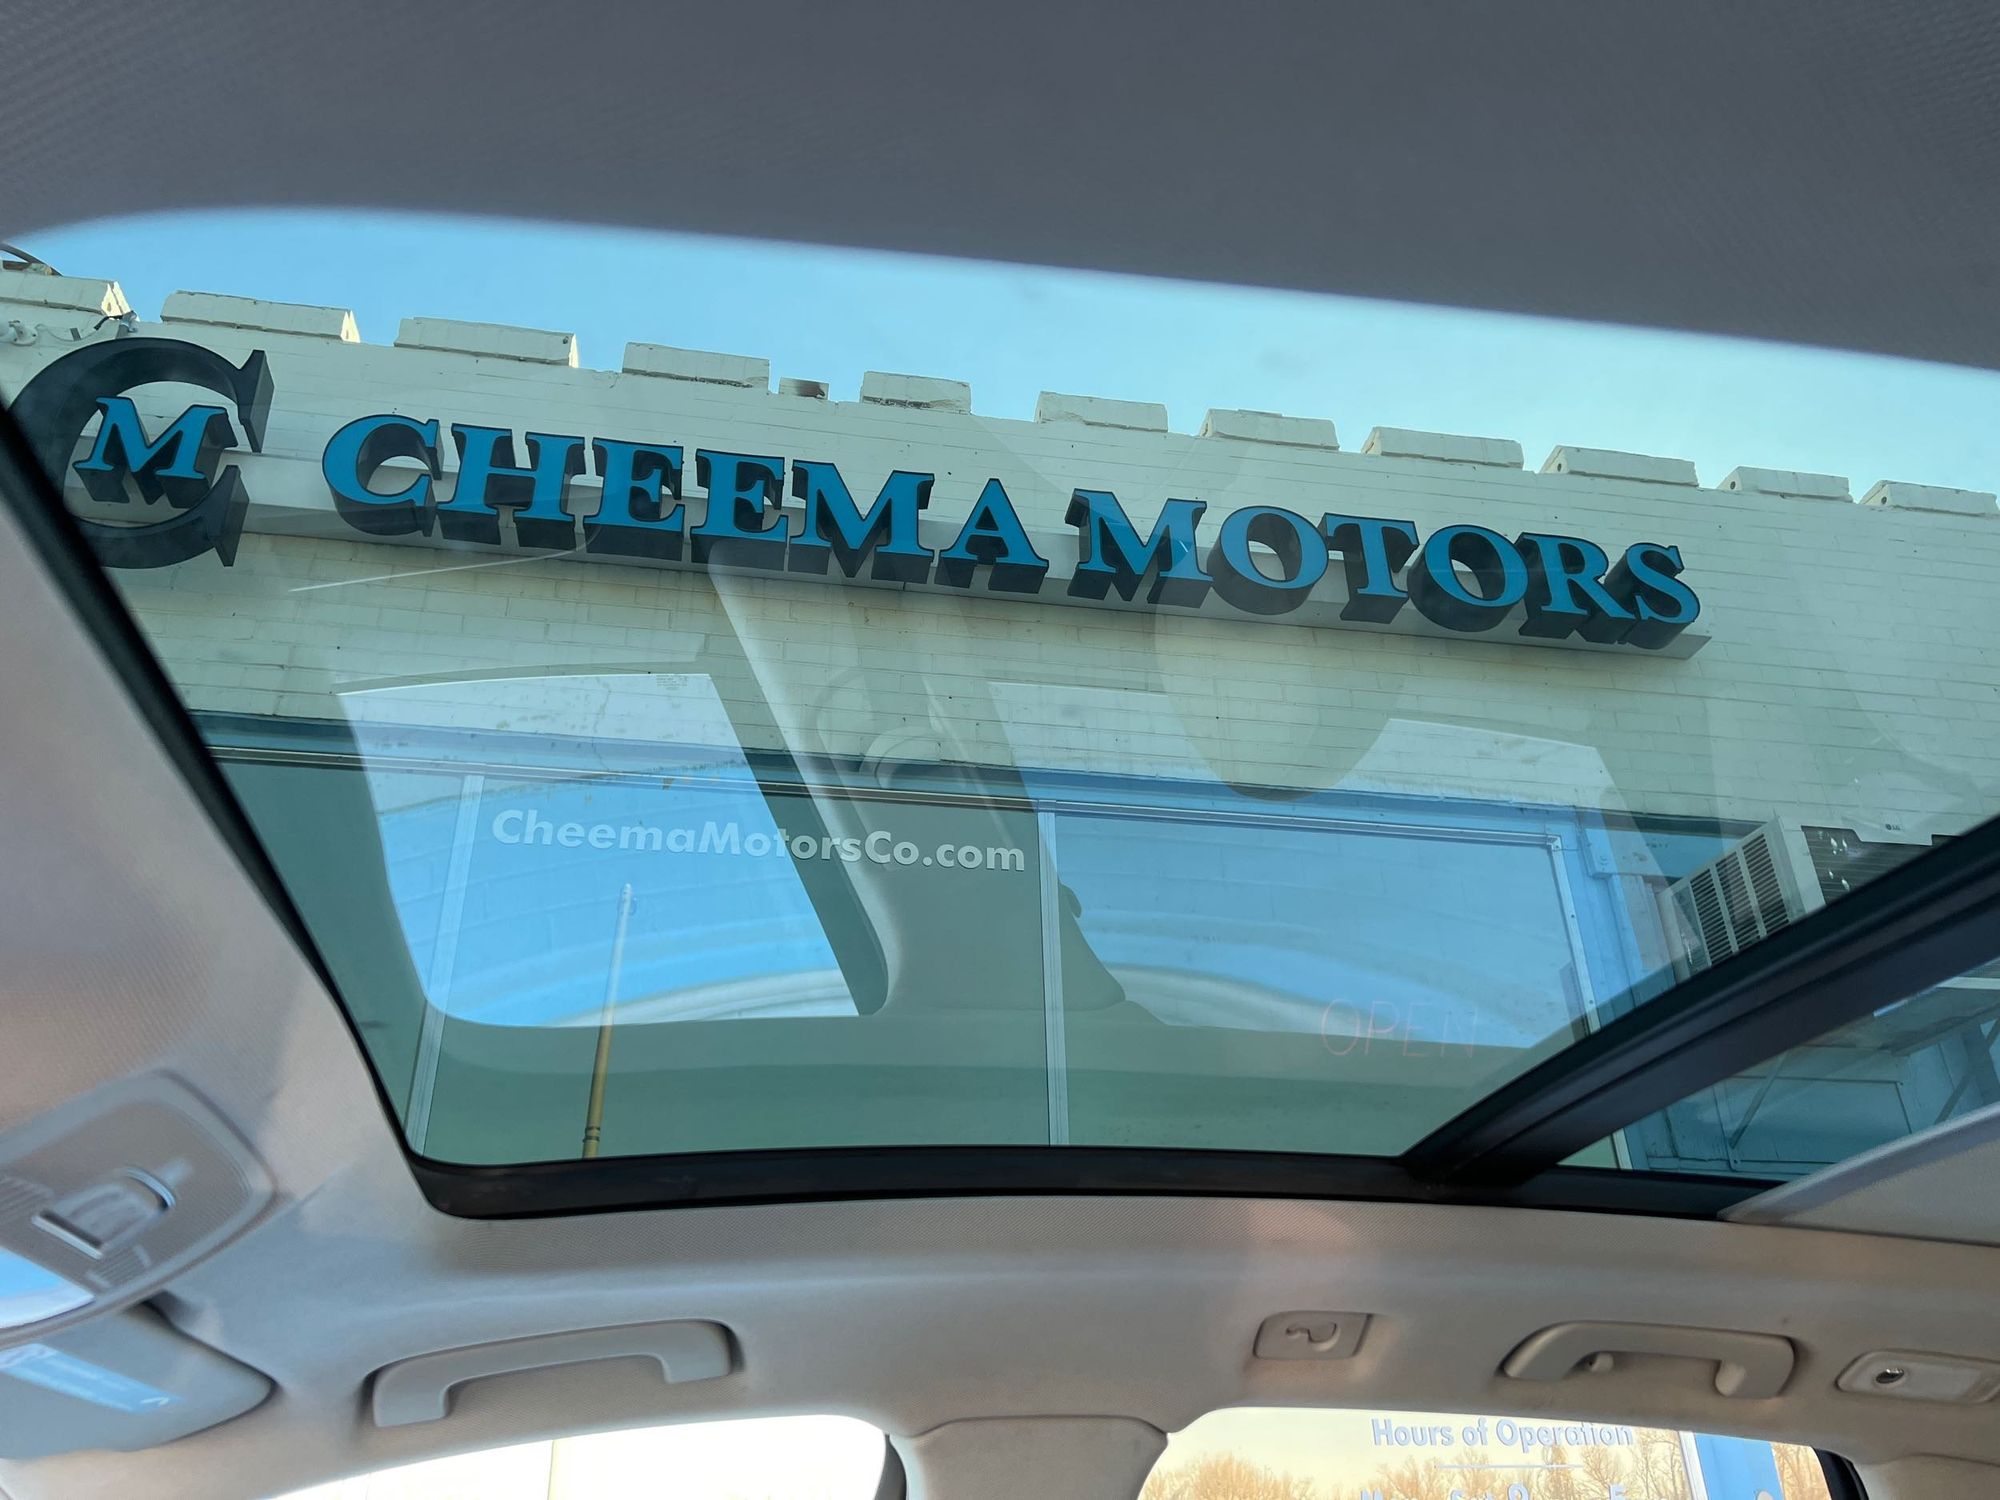 CM CHEEMA MOTORS
CheemaMotorsCo.com
OPEN
Hours of Operation